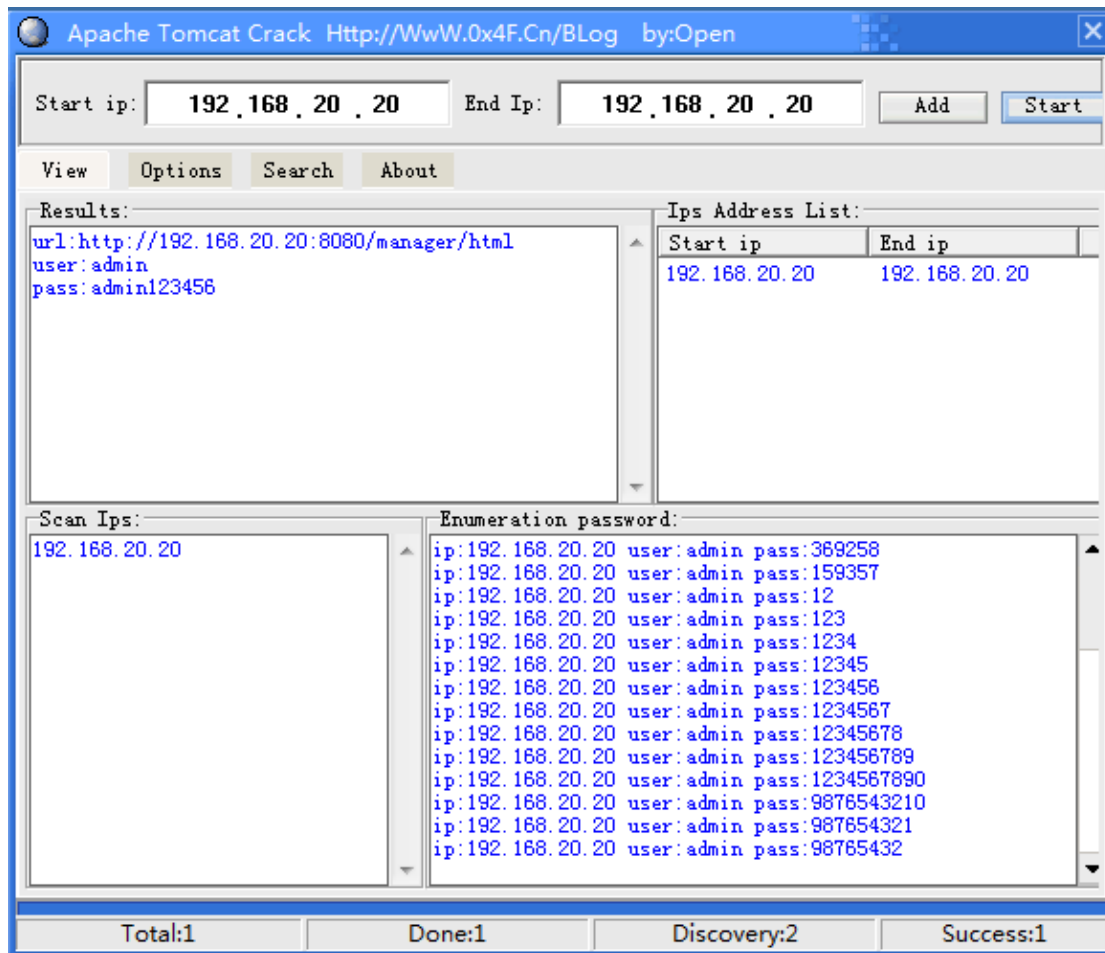 Apache Tomcat Crack Http://WwW.0x4F.Cn/BLog by:Open
Start ip: 192 . 168 . 20 . 20 End Ip: 192 . 168 . 20 . 20 Add Start
View Options Search About
Results:
url:http://192.168.20.20:8080/manager/html
user:admin
pass:admin123456
Ips Address List:
Start ip End ip
192.168.20.20 192.168.20.20
Scan Ips:
192.168.20.20
Enumeration password:
ip:192.168.20.20 user:admin pass:369258
ip:192.168.20.20 user:admin pass:159357
ip:192.168.20.20 user:admin pass:12
ip:192.168.20.20 user:admin pass:123
ip:192.168.20.20 user:admin pass:1234
ip:192.168.20.20 user:admin pass:12345
ip:192.168.20.20 user:admin pass:123456
ip:192.168.20.20 user:admin pass:1234567
ip:192.168.20.20 user:admin pass:12345678
ip:192.168.20.20 user:admin pass:123456789
ip:192.168.20.20 user:admin pass:1234567890
ip:192.168.20.20 user:admin pass:9876543210
ip:192.168.20.20 user:admin pass:987654321
ip:192.168.20.20 user:admin pass:98765432
Total:1 Done:1 Discovery:2 Success:1